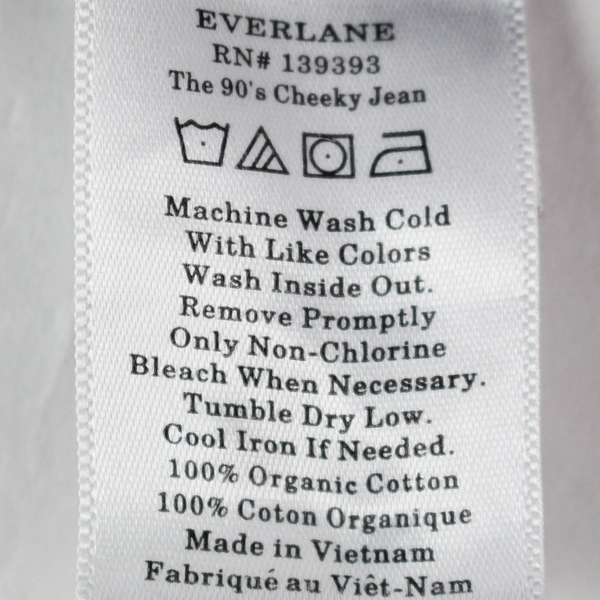 EVERLANE
RN# 139393
The 90's Cheeky Jean
Machine Wash Cold
With Like Colors
Wash Inside Out.
Remove Promptly
Only Non-Chlorine
Bleach When Necessary.
Tumble Dry Low.
Cool Iron If Needed.
100% Organic Cotton
100% Coton Organique
Made in Vietnam
Fabriqué au Viêt-Nam